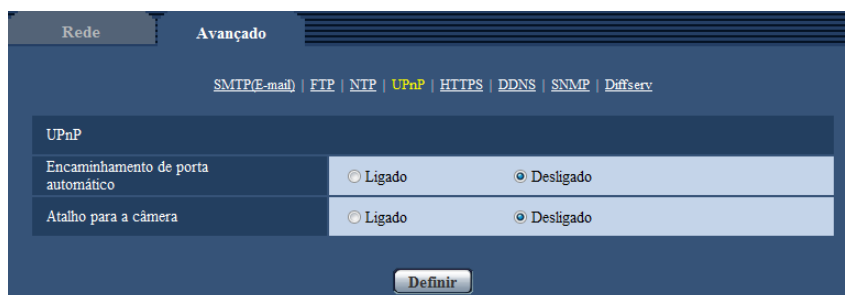 Rede Avançado
SMTP(E-mail) | FTP | NTP | UPnP | HTTPS | DDNS | SNMP | Diffserv
UPnP
Encaminhamento de porta
automático
Ligado Desligado
Atalho para a câmera Ligado Desligado
Definir